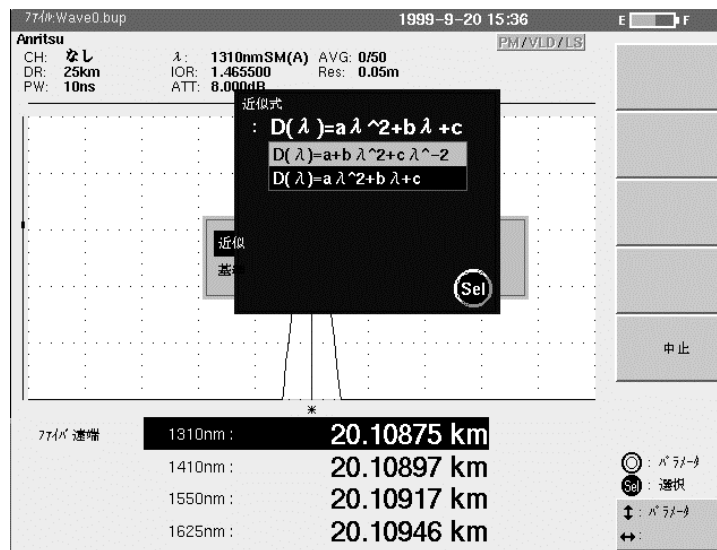 ﾌｧｲﾙ:Wave0.bup 1999-9-20 15:36 E F
Anritsu PM/VLD/LS
CH: なし λ: 1310nmSM(A) AVG: 0/50
DR: 25km IOR: 1.465500 Res: 0.05m
PW: 10ns ATT: 8.000dB
近似式
: D(λ)=aλ^2+bλ+c
D(λ)=a+bλ^2+cλ^-2
D(λ)=aλ^2+bλ+c
近似
基
Sel
中止
*
ﾌｧｲﾊﾞ遠端 1310nm : 20.10875 km
1410nm : 20.10897 km
1550nm : 20.10917 km
1625nm : 20.10946 km
◎ : ﾊﾟﾗﾒｰﾀ
Sel : 選択
↕ : ﾊﾟﾗﾒｰﾀ
↔ :